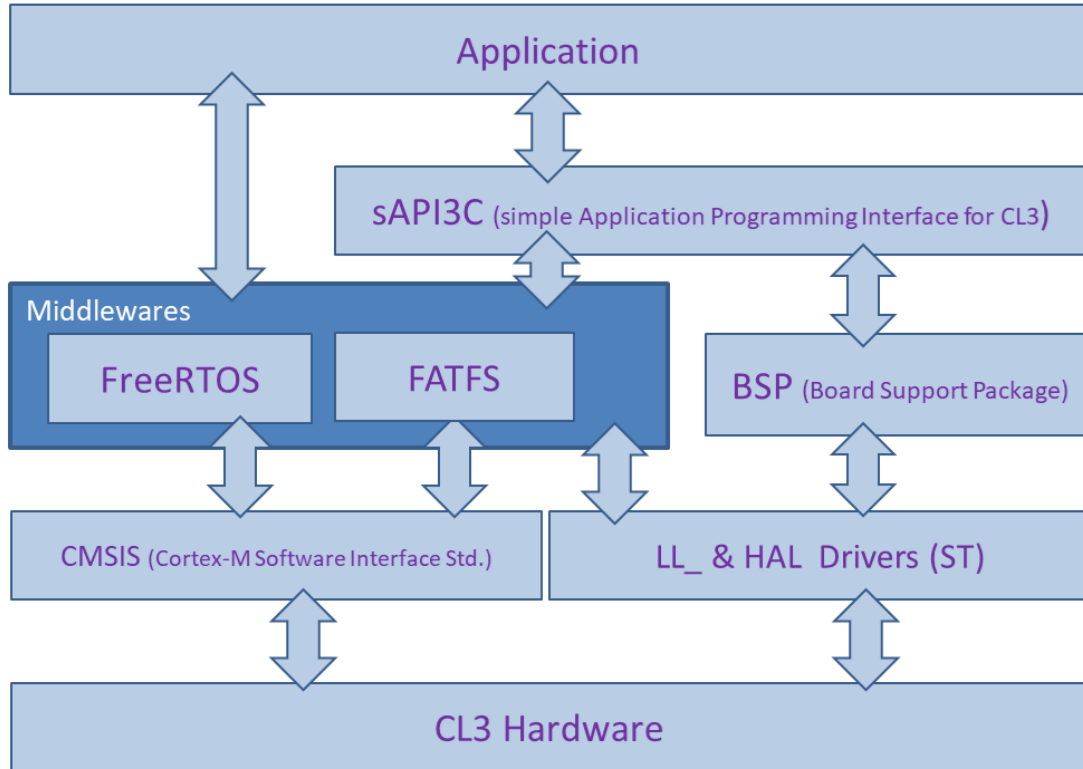 Application
sAPI3C (simple Application Programming Interface for CL3)
Middlewares
FreeRTOS
FATFS
BSP (Board Support Package)
CMSIS (Cortex-M Software Interface Std.)
LL_ & HAL Drivers (ST)
CL3 Hardware